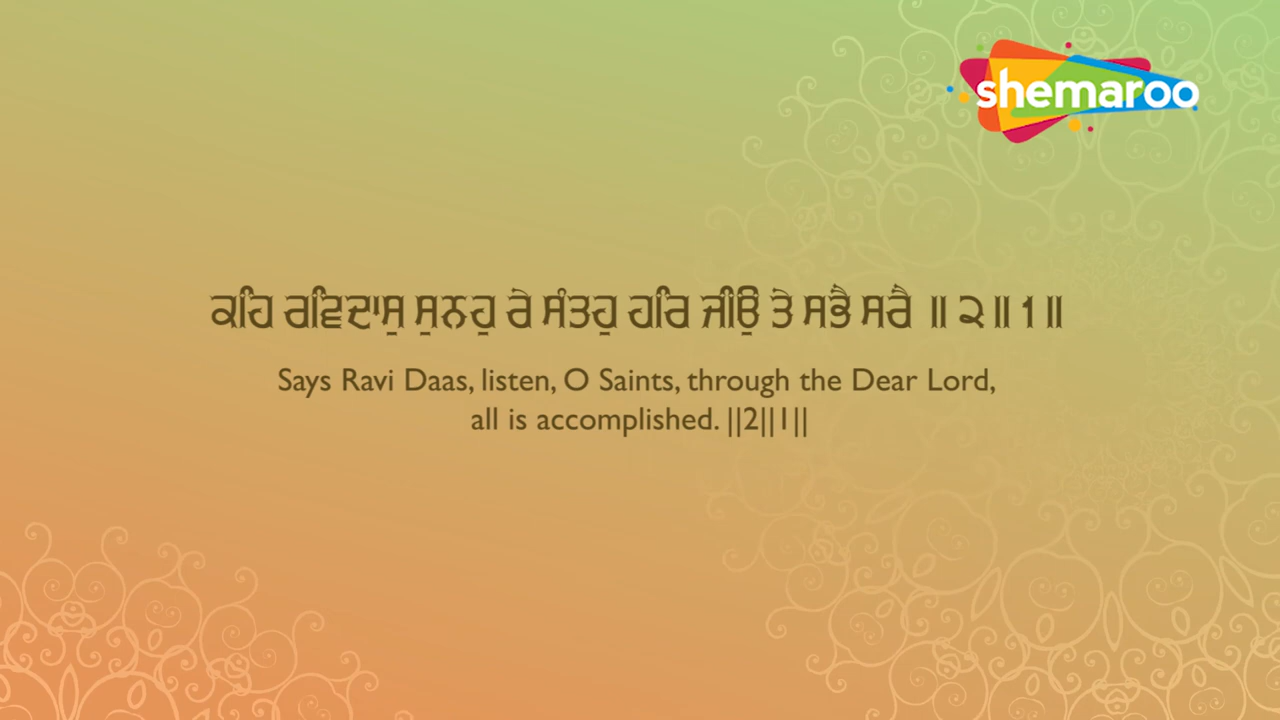 shemaroo
ਕਹਿ ਰਵਿਦਾਸੁ ਸੁਨਹੁ ਰੇ ਸੰਤਹੁ ਹਰਿ ਜੀਉ ਤੇ ਸਭੈ ਸਰੈ ॥ ੨ ॥ 1 ॥
Says Ravi Daas, listen, O Saints, through the Dear Lord,
all is accomplished. ||2||1||